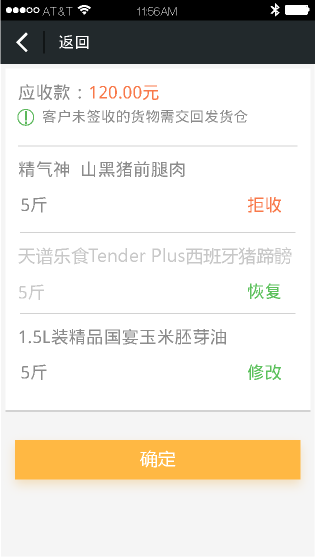 AT&T 11:56AM
返回
应收款：120.00元
客户未签收的货物需交回发货仓
精气神 山黑猪前腿肉
5斤 拒收
天谱乐食Tender Plus西班牙猪蹄髈
5斤 恢复
1.5L装精品国宴玉米胚芽油
5斤 修改
确定